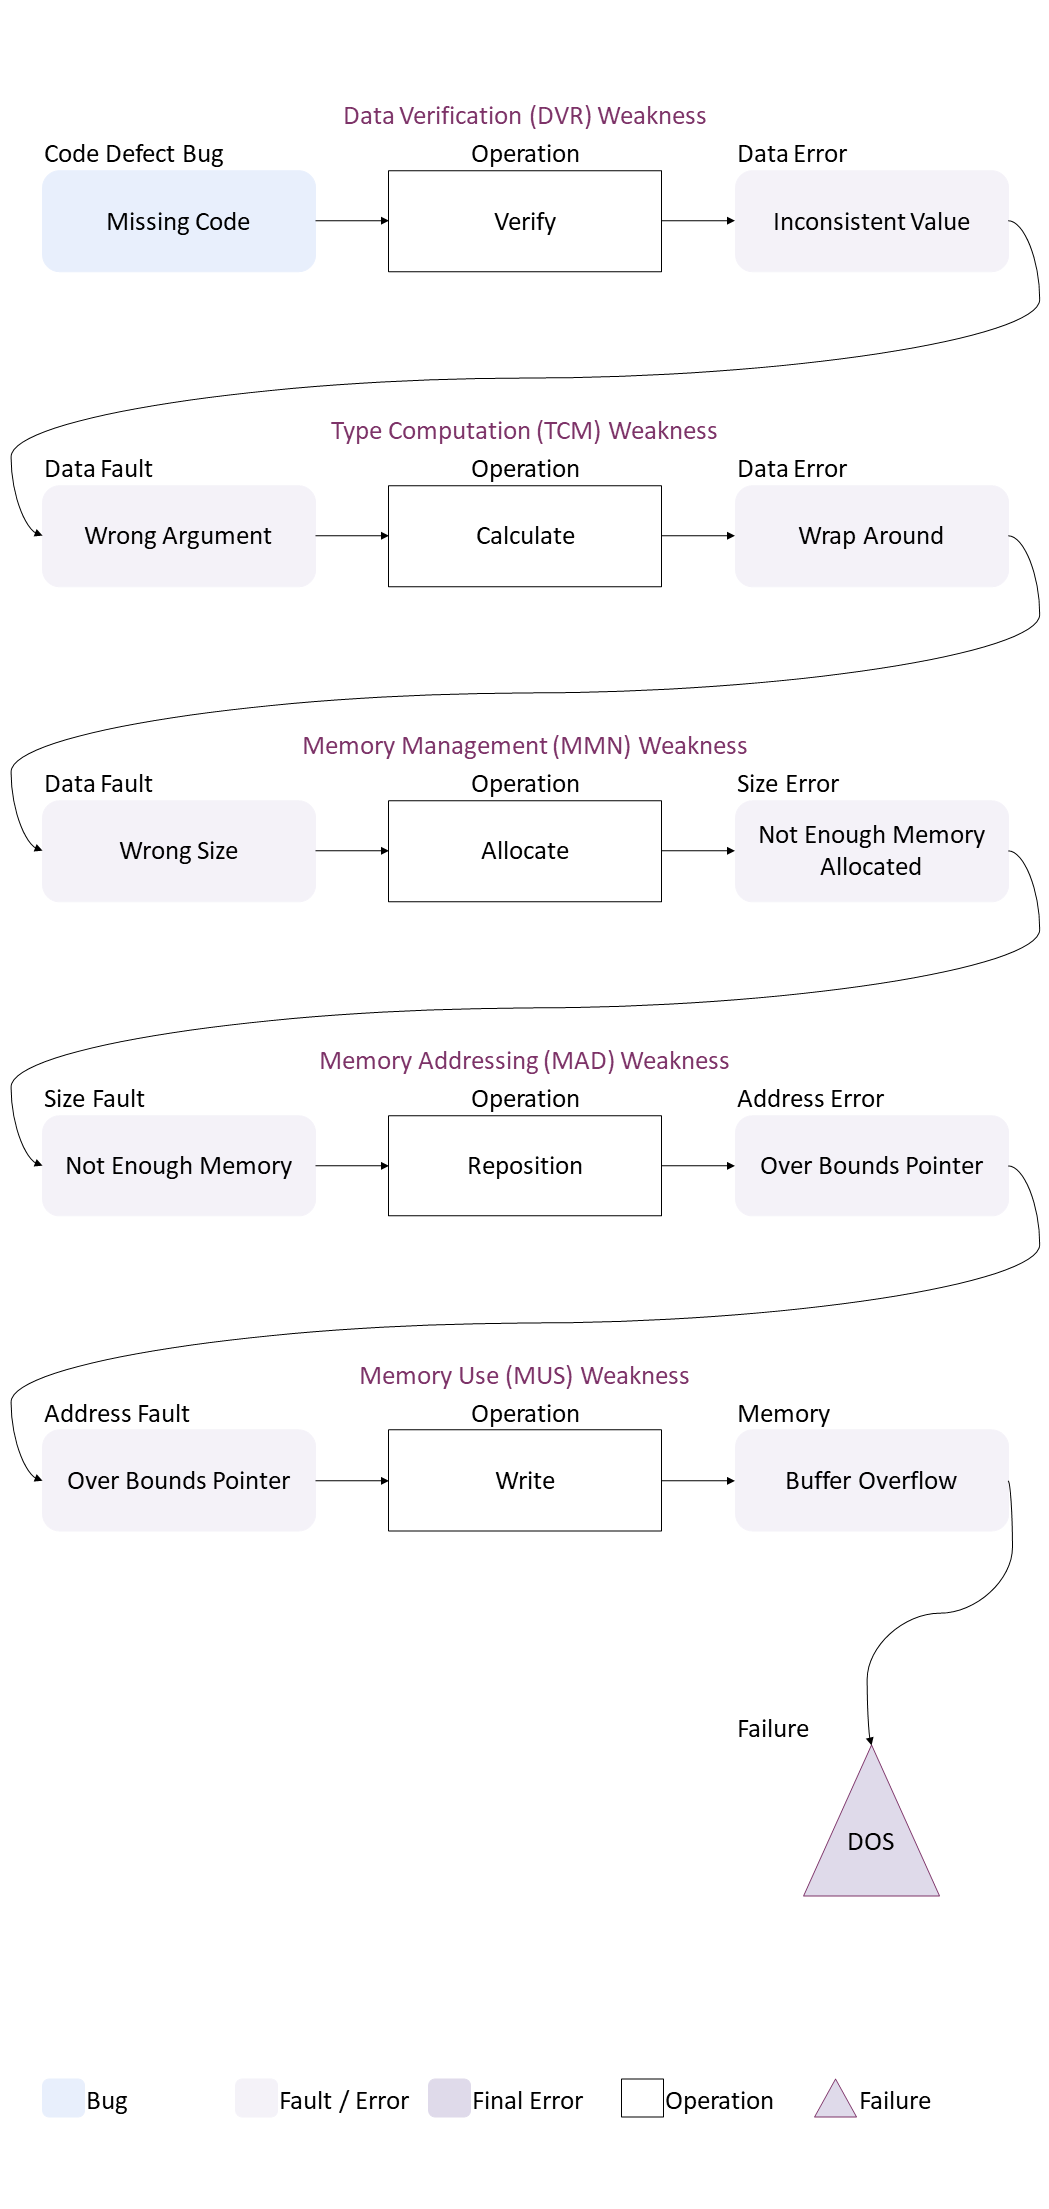 Data Verification (DVR) Weakness
Code Defect Bug
Operation
Data Error
Missing Code
Verify
Inconsistent Value
Type Computation (TCM) Weakness
Data Fault
Operation
Data Error
Wrong Argument
Calculate
Wrap Around
Memory Management (MMN) Weakness
Data Fault
Operation
Size Error
Wrong Size
Allocate
Not Enough Memory
Allocated
Memory Addressing (MAD) Weakness
Size Fault
Operation
Address Error
Not Enough Memory
Reposition
Over Bounds Pointer
Memory Use (MUS) Weakness
Address Fault
Operation
Memory
Over Bounds Pointer
Write
Buffer Overflow
Failure
DOS
Bug
Fault / Error
Final Error
Operation
Failure